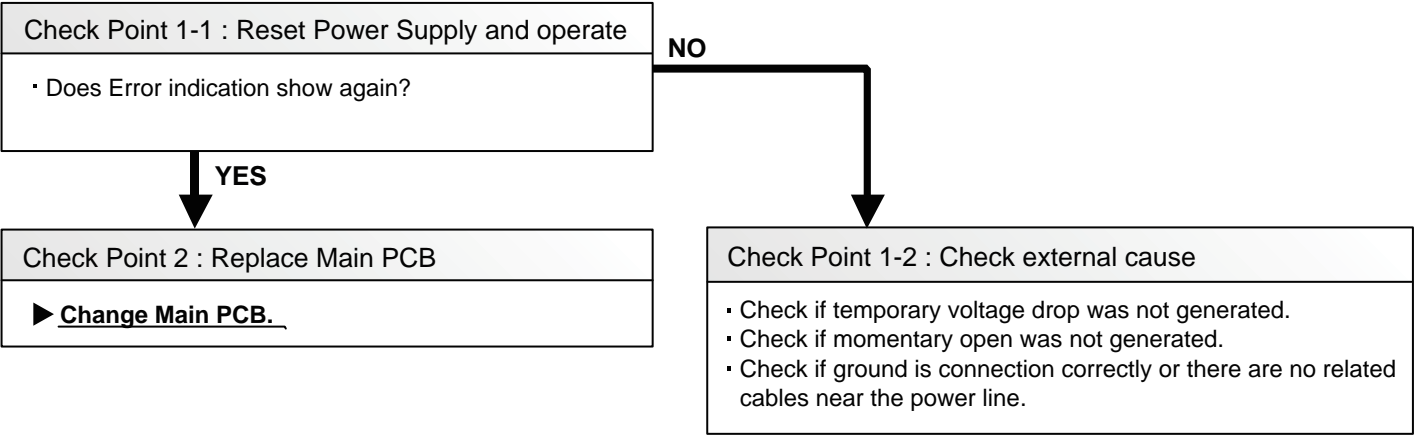 Check Point 1-1 : Reset Power Supply and operate
· Does Error indication show again?
NO
YES
Check Point 2 : Replace Main PCB
▶ Change Main PCB.
Check Point 1-2 : Check external cause
· Check if temporary voltage drop was not generated.
· Check if momentary open was not generated.
· Check if ground is connection correctly or there are no related
cables near the power line.